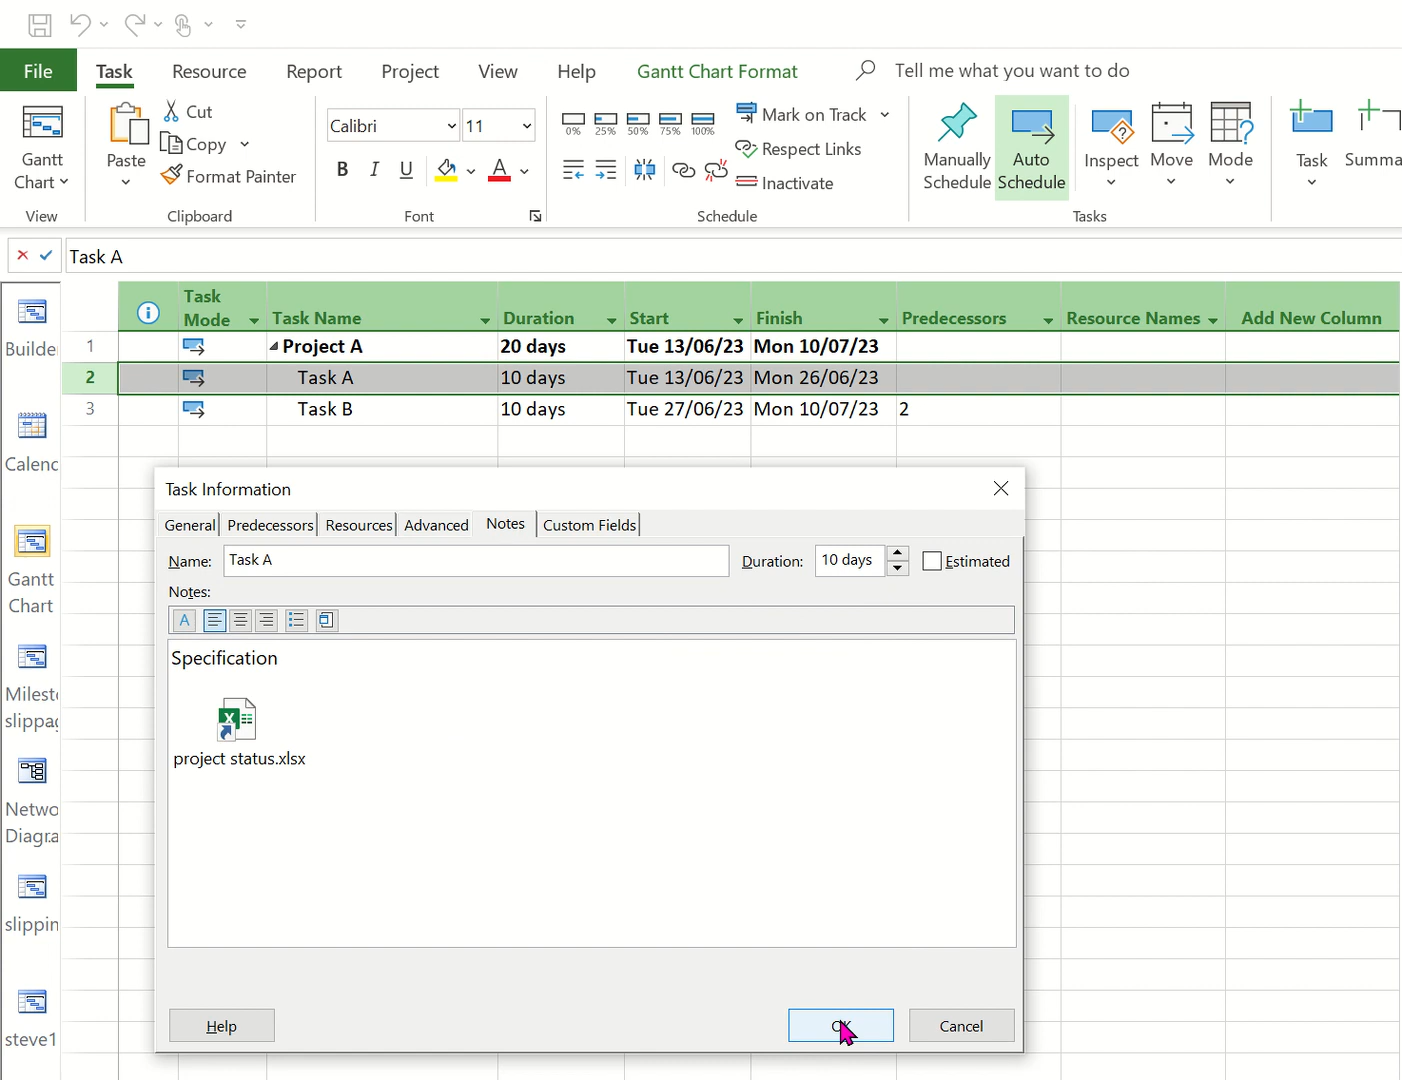 File Task Resource Report Project View Help Gantt Chart Format Tell me what you want to do
Gantt Chart
Paste
Cut
Copy
Format Painter
Calibri 11
B I U A
0% 25% 50% 75% 100%
Mark on Track
Respect Links
Inactivate
Manually Schedule
Auto Schedule
Inspect
Move
Mode
Task
Summa
View Clipboard Font Schedule Tasks
Task A
Task Mode Task Name Duration Start Finish Predecessors Resource Names Add New Column
1 Project A 20 days Tue 13/06/23 Mon 10/07/23
2 Task A 10 days Tue 13/06/23 Mon 26/06/23
3 Task B 10 days Tue 27/06/23 Mon 10/07/23 2
Builde
Calenc
Gantt
Chart
Milest
slippag
Netwo
Diagra
slippin
steve1
Task Information
General Predecessors Resources Advanced Notes Custom Fields
Name: Task A Duration: 10 days Estimated
Notes:
A
Specification
project status.xlsx
Help OK Cancel